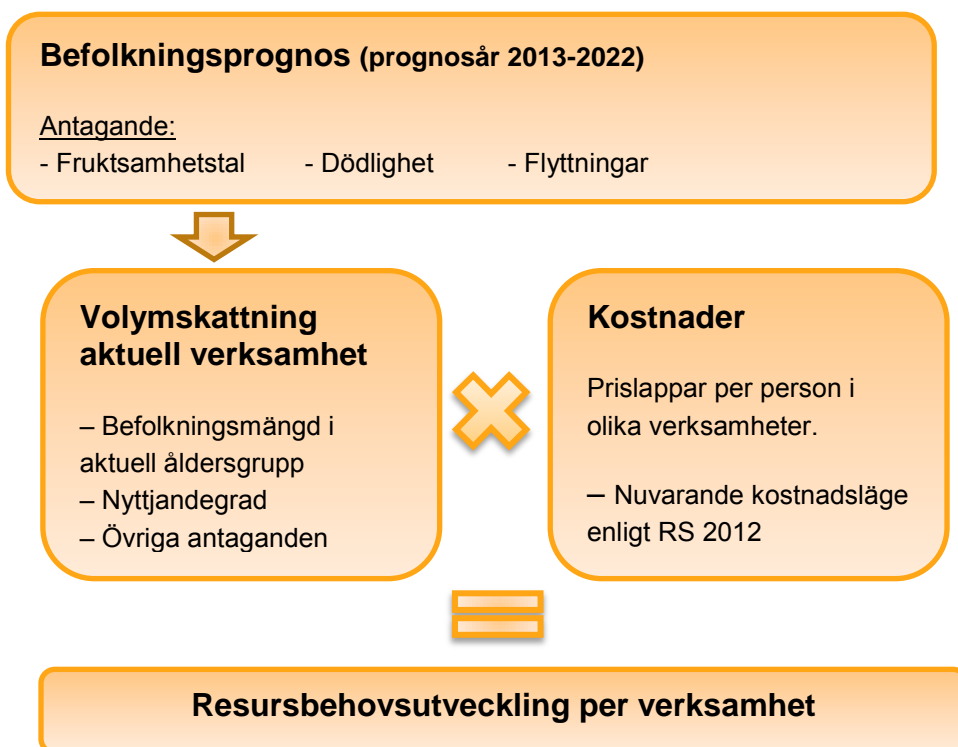 Befolkningsprognos (prognosår 2013-2022)
Antagande:
- Fruktsamhetstal - Dödlighet - Flyttningar
Volymskattning
aktuell verksamhet
– Befolkningsmängd i
aktuell åldersgrupp
– Nyttjandegrad
– Övriga antaganden
Kostnader
Prislappar per person i
olika verksamheter.
– Nuvarande kostnadsläge
enligt RS 2012
Resursbehovsutveckling per verksamhet